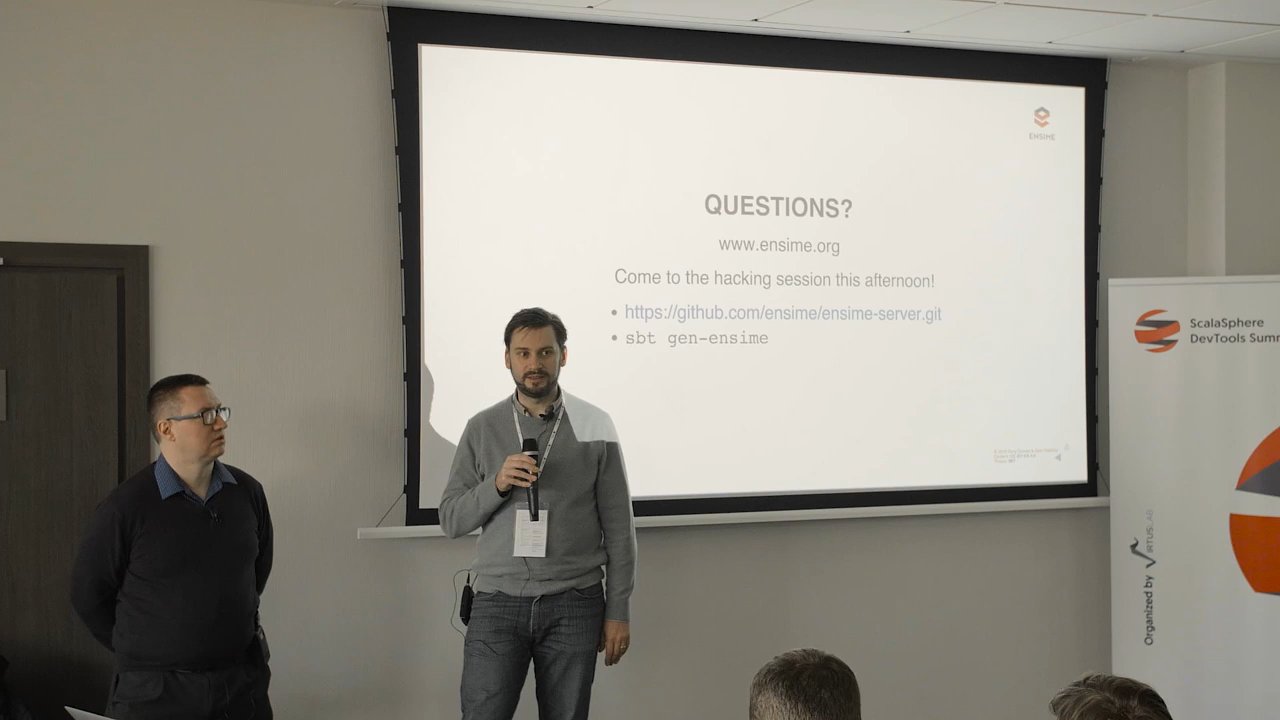 ENSIME
QUESTIONS?
www.ensime.org
Come to the hacking session this afternoon!
• https://github.com/ensime/ensime-server.git
• sbt gen-ensime
ScalaSphere
DevTools Summ
Organized by VIRTUSLAB